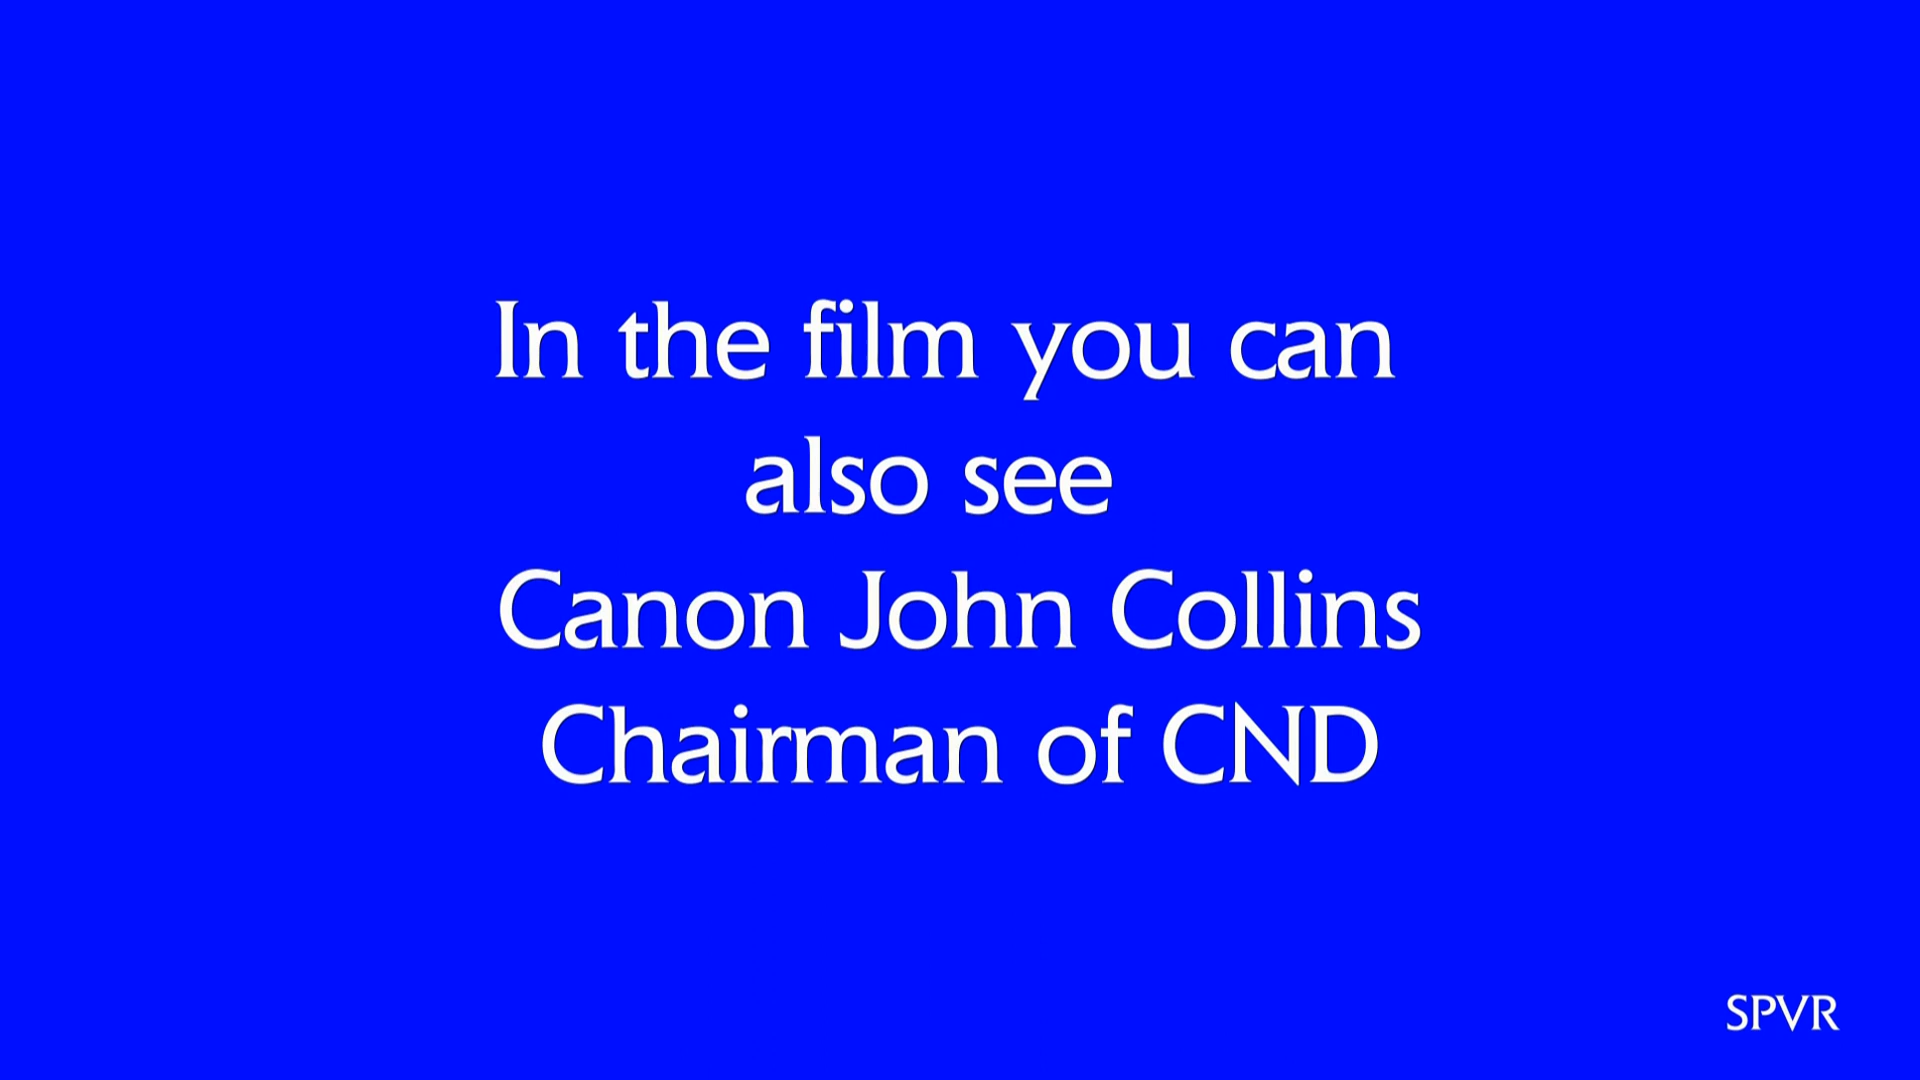 In the film you can
also see
Canon John Collins
Chairman of CND
SPVR